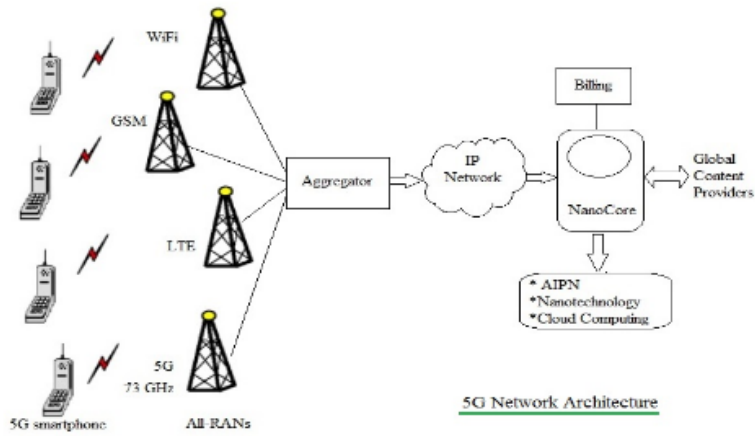 WiFi
GSM
LTE
5G
73 GHz
5G smartphone
All-RANs
Aggregator
IP
Network
Billing
NanoCore
Global
Content
Providers
* AIPN
*Nanotechnology
*Cloud Computing
5G Network Architecture